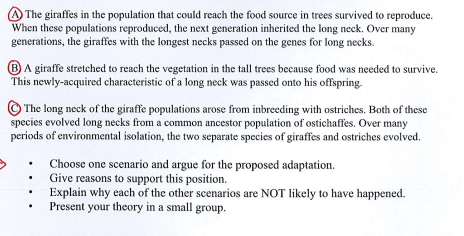 A The giraffes in the population that could reach the food source in trees survived to reproduce.
When these populations reproduced, the next generation inherited the long neck. Over many
generations, the giraffes with the longest necks passed on the genes for long necks.
B A giraffe stretched to reach the vegetation in the tall trees because food was needed to survive.
This newly-acquired characteristic of a long neck was passed onto his offspring.
C The long neck of the giraffe populations arose from inbreeding with ostriches. Both of these
species evolved long necks from a common ancestor population of ostichaffes. Over many
periods of environmental isolation, the two separate species of giraffes and ostriches evolved.
• Choose one scenario and argue for the proposed adaptation.
• Give reasons to support this position.
• Explain why each of the other scenarios are NOT likely to have happened.
• Present your theory in a small group.